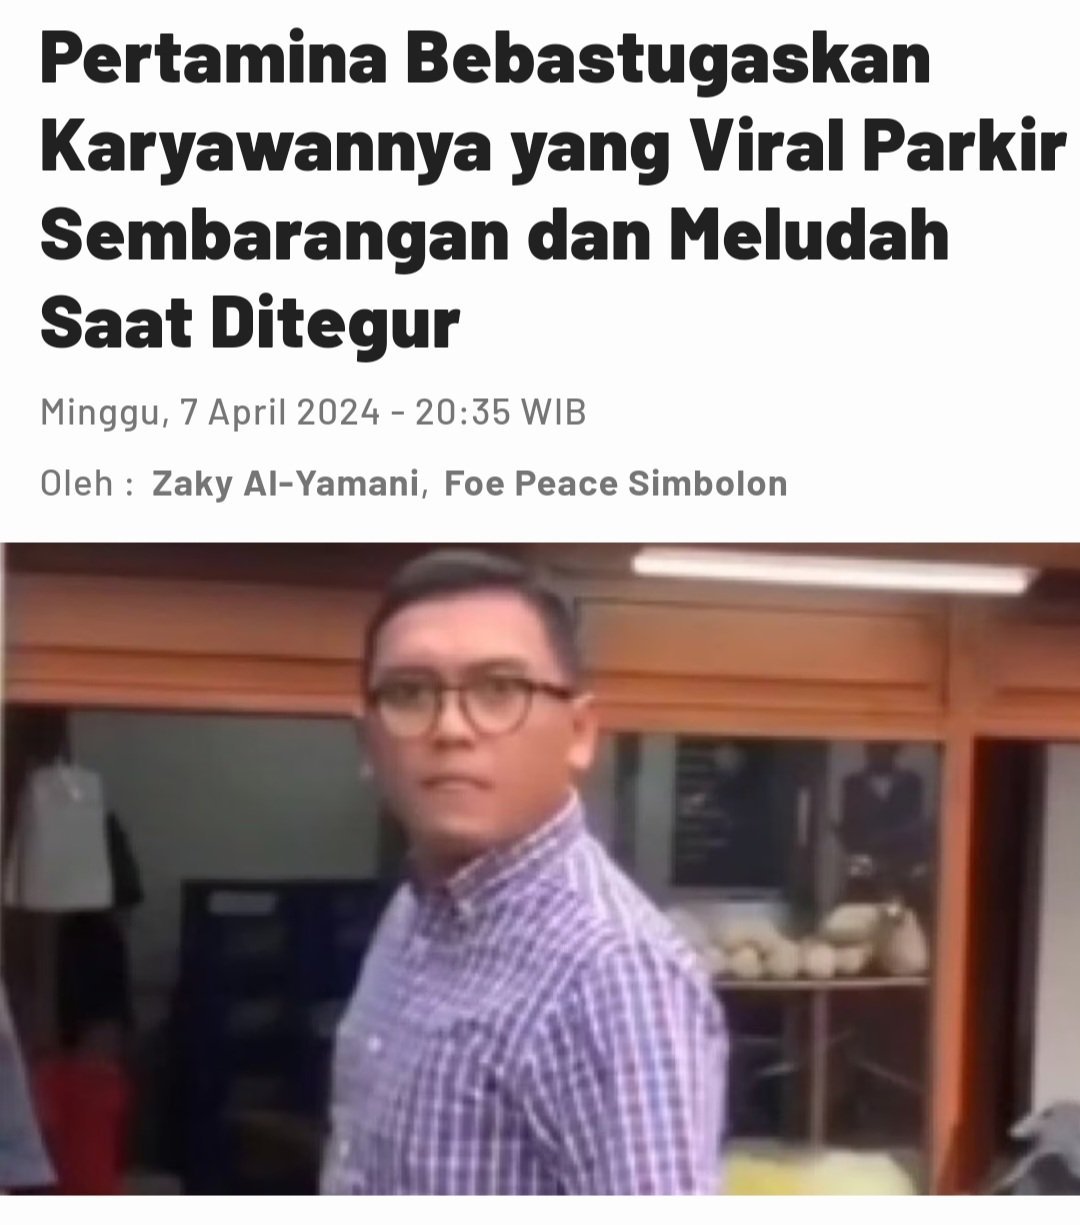 Pertamina Bebastugaskan
Karyawannya yang Viral Parkir
Sembarangan dan Meludah
Saat Ditegur
Minggu, 7 April 2024 - 20:35 WIB
Oleh : Zaky Al-Yamani, Foe Peace Simbolon